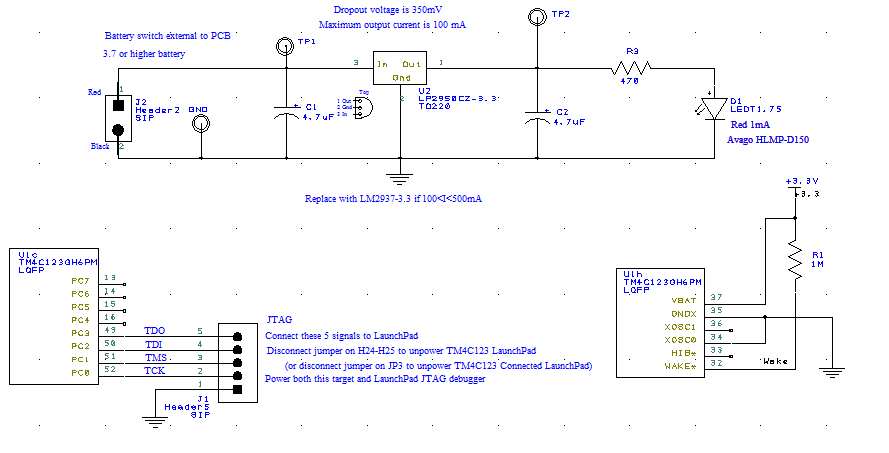 Dropout voltage is 350mV
Maximum output current is 100 mA
TP2
Battery switch external to PCB
3.7 or higher battery
TP1
R3
470
3 In Out 1
Gnd
2
U2
LP2950CZ-3.3
TO220
Top
1 Out
2 Gnd
3 In
Red
1
J2
Header2
SIP
GND
C1
4.7uF
C2
4.7uF
+
D1
LEDT1.75
Red 1mA
Avago HLMP-D150
Black
2
Replace with LM2937-3.3 if 100<I<500mA
+3.3V
+3.3
R1
1M
U1c
TM4C123GH6PM
LQFP
PC7 13
PC6 14
PC5 15
PC4 16
PC3 49 TDO 5
PC2 50 TDI 4
PC1 51 TMS 3
PC0 52 TCK 2
1
J1
Header5
SIP
JTAG
Connect these 5 signals to LaunchPad
Disconnect jumper on H24-H25 to unpower TM4C123 LaunchPad
(or disconnect jumper on JP3 to unpower TM4C123 Connected LaunchPad)
Power both this target and LaunchPad JTAG debugger
U1h
TM4C123GH6PM
LQFP
VBAT 37
GNDX 35
XOSC1 36
XOSC0 34
HIB* 33
WAKE* 32
Wake